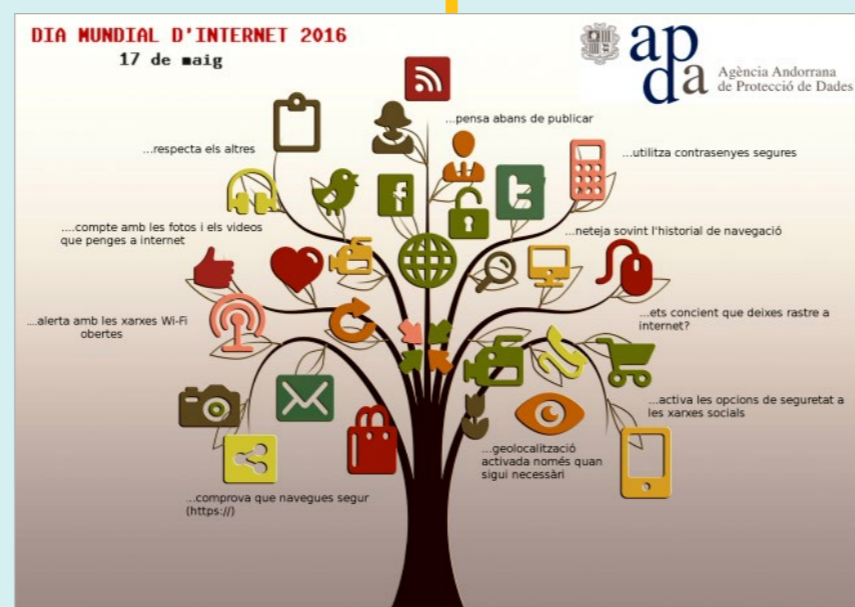 DIA MUNDIAL D'INTERNET 2016
17 de maig
apda
Agència Andorrana
de Protecció de Dades
...pensa abans de publicar
...respecta els altres
...utilitza contrasenyes segures
....compte amb les fotos i els videos
que penges a internet
...neteja sovint l'historial de navegació
...alerta amb les xarxes Wi-Fi
obertes
...ets concient que deixes rastre a
internet?
...activa les opcions de seguretat a
les xarxes socials
...geolocalització
activada només quan
sigui necessàri
...comprova que navegues segur
(https://)